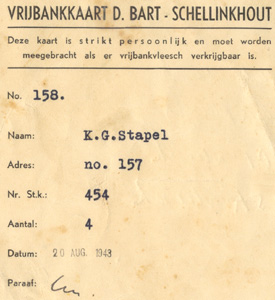 VRIJBANKKAART D. BART - SCHELLINKHOUT
Deze kaart is strikt persoonlijk en moet worden
meegebracht als er vrijbankvleesch verkrijgbaar is.
No. 158.
Naam: K.G.Stapel
Adres: no. 157
Nr. St.k.: 454
Aantal: 4
Datum: 20 AUG. 1943
Paraaf: